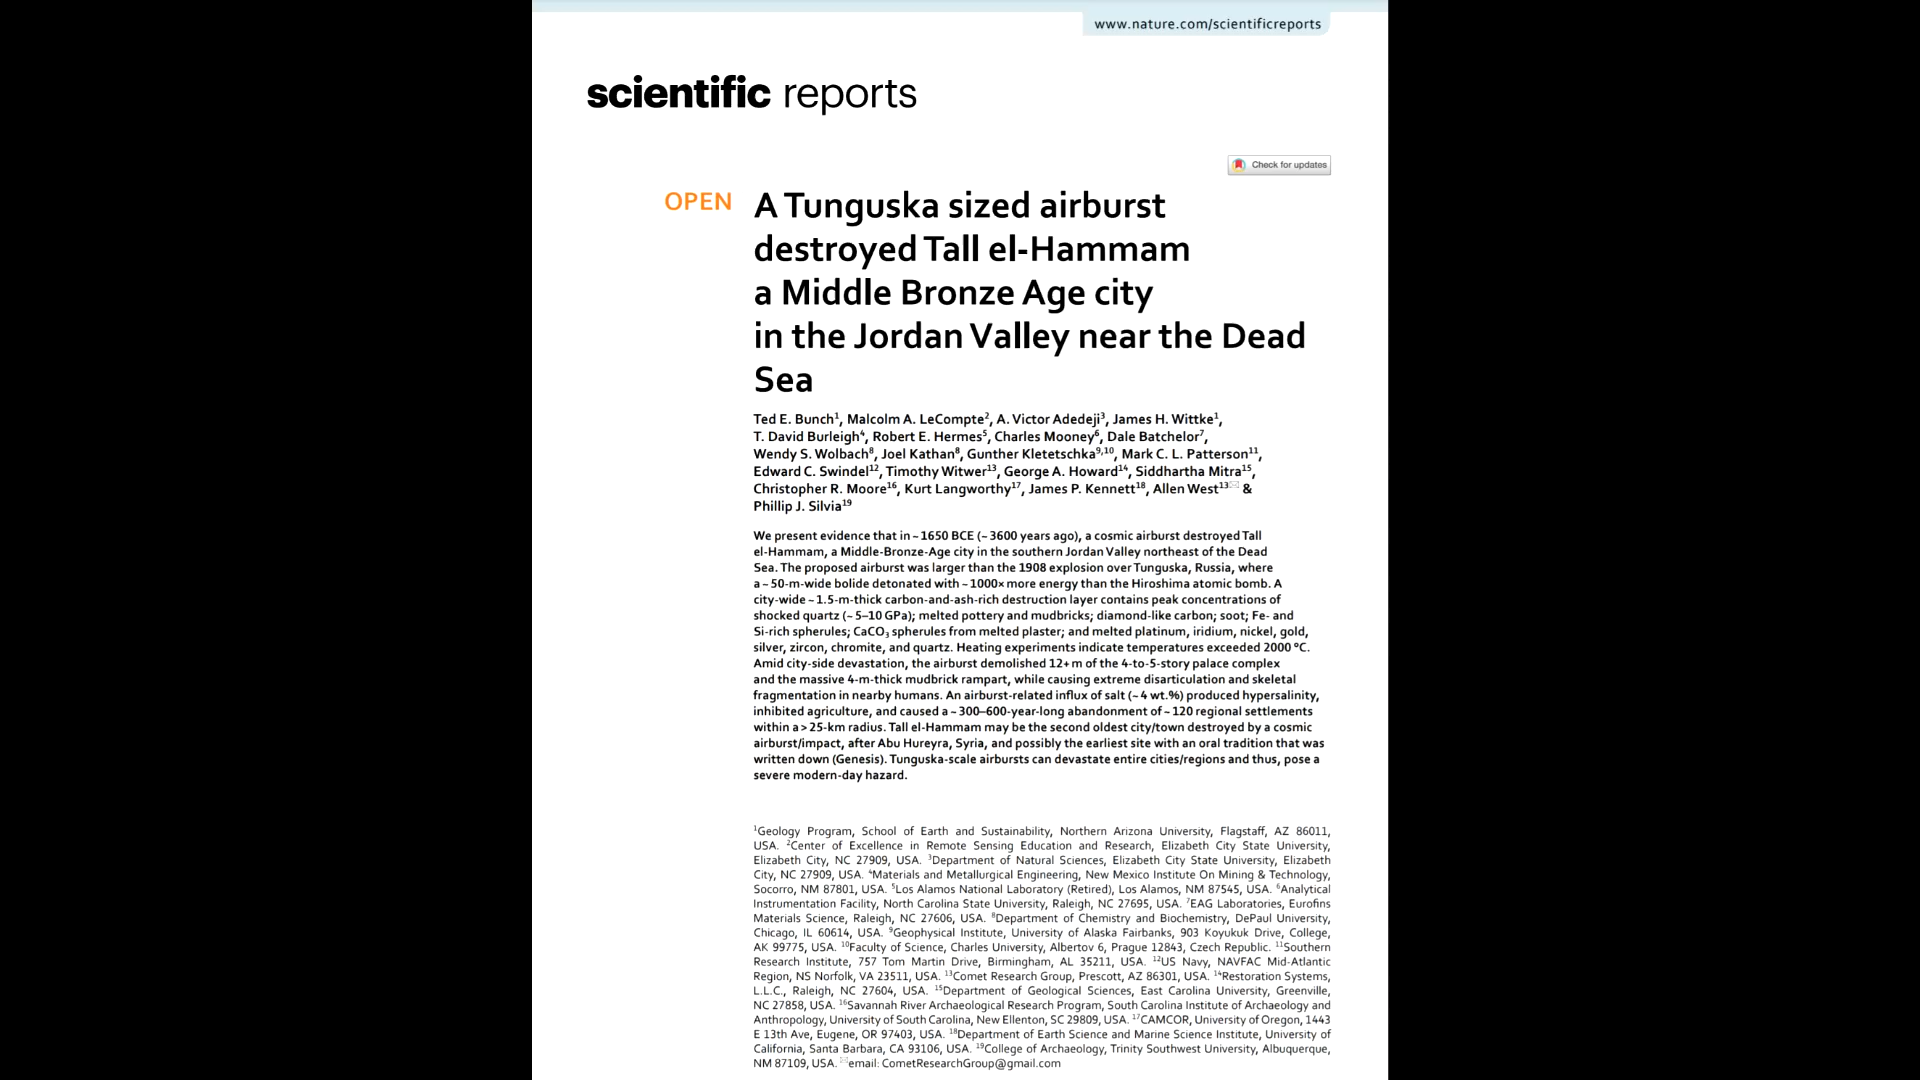 www.nature.com/scientificreports
scientific reports
Check for updates
OPEN
A Tunguska sized airburst
destroyed Tall el-Hammam
a Middle Bronze Age city
in the Jordan Valley near the Dead
Sea
Ted E. Bunch1, Malcolm A. LeCompte2, A. Victor Adedeji3, James H. Wittke1,
T. David Burleigh4, Robert E. Hermes5, Charles Mooney6, Dale Batchelor7,
Wendy S. Wolbach8, Joel Kathan8, Gunther Kletetschka9,10, Mark C. L. Patterson11,
Edward C. Swindel12, Timothy Witwer13, George A. Howard14, Siddhartha Mitra15,
Christopher R. Moore16, Kurt Langworthy17, James P. Kennett18, Allen West13✉ &
Phillip J. Silvia19
We present evidence that in ~ 1650 BCE (~ 3600 years ago), a cosmic airburst destroyed Tall
el-Hammam, a Middle-Bronze-Age city in the southern Jordan Valley northeast of the Dead
Sea. The proposed airburst was larger than the 1908 explosion over Tunguska, Russia, where
a ~ 50-m-wide bolide detonated with ~ 1000× more energy than the Hiroshima atomic bomb. A
city-wide ~ 1.5-m-thick carbon-and-ash-rich destruction layer contains peak concentrations of
shocked quartz (~ 5–10 GPa); melted pottery and mudbricks; diamond-like carbon; soot; Fe- and
Si-rich spherules; CaCO3 spherules from melted plaster; and melted platinum, iridium, nickel, gold,
silver, zircon, chromite, and quartz. Heating experiments indicate temperatures exceeded 2000 °C.
Amid city-side devastation, the airburst demolished 12+ m of the 4-to-5-story palace complex
and the massive 4-m-thick mudbrick rampart, while causing extreme disarticulation and skeletal
fragmentation in nearby humans. An airburst-related influx of salt (~ 4 wt.%) produced hypersalinity,
inhibited agriculture, and caused a ~ 300–600-year-long abandonment of ~ 120 regional settlements
within a > 25-km radius. Tall el-Hammam may be the second oldest city/town destroyed by a cosmic
airburst/impact, after Abu Hureyra, Syria, and possibly the earliest site with an oral tradition that was
written down (Genesis). Tunguska-scale airbursts can devastate entire cities/regions and thus, pose a
severe modern-day hazard.
1Geology Program, School of Earth and Sustainability, Northern Arizona University, Flagstaff, AZ 86011,
USA. 2Center of Excellence in Remote Sensing Education and Research, Elizabeth City State University,
Elizabeth City, NC 27909, USA. 3Department of Natural Sciences, Elizabeth City State University, Elizabeth
City, NC 27909, USA. 4Materials and Metallurgical Engineering, New Mexico Institute On Mining & Technology,
Socorro, NM 87801, USA. 5Los Alamos National Laboratory (Retired), Los Alamos, NM 87545, USA. 6Analytical
Instrumentation Facility, North Carolina State University, Raleigh, NC 27695, USA. 7EAG Laboratories, Eurofins
Materials Science, Raleigh, NC 27606, USA. 8Department of Chemistry and Biochemistry, DePaul University,
Chicago, IL 60614, USA. 9Geophysical Institute, University of Alaska Fairbanks, 903 Koyukuk Drive, College,
AK 99775, USA. 10Faculty of Science, Charles University, Albertov 6, Prague 12843, Czech Republic. 11Southern
Research Institute, 757 Tom Martin Drive, Birmingham, AL 35211, USA. 12US Navy, NAVFAC Mid-Atlantic
Region, NS Norfolk, VA 23511, USA. 13Comet Research Group, Prescott, AZ 86301, USA. 14Restoration Systems,
L.L.C., Raleigh, NC 27604, USA. 15Department of Geological Sciences, East Carolina University, Greenville,
NC 27858, USA. 16Savannah River Archaeological Research Program, South Carolina Institute of Archaeology and
Anthropology, University of South Carolina, New Ellenton, SC 29809, USA. 17CAMCOR, University of Oregon, 1443
E 13th Ave, Eugene, OR 97403, USA. 18Department of Earth Science and Marine Science Institute, University of
California, Santa Barbara, CA 93106, USA. 19College of Archaeology, Trinity Southwest University, Albuquerque,
NM 87109, USA. ✉email: CometResearchGroup@gmail.com